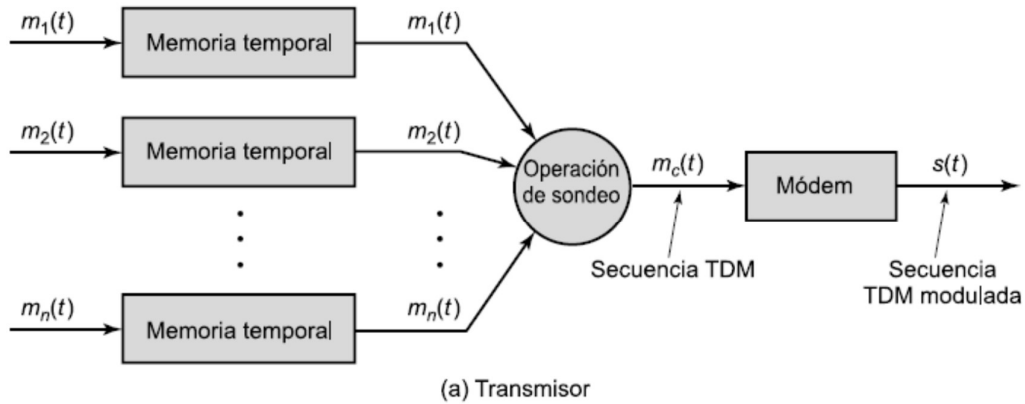 m1(t)
Memoria temporal
m1(t)
m2(t)
Memoria temporal
m2(t)
Operación
de sondeo
mc(t)
Módem
s(t)
Secuencia TDM
Secuencia
TDM modulada
mn(t)
Memoria temporal
mn(t)
(a) Transmisor